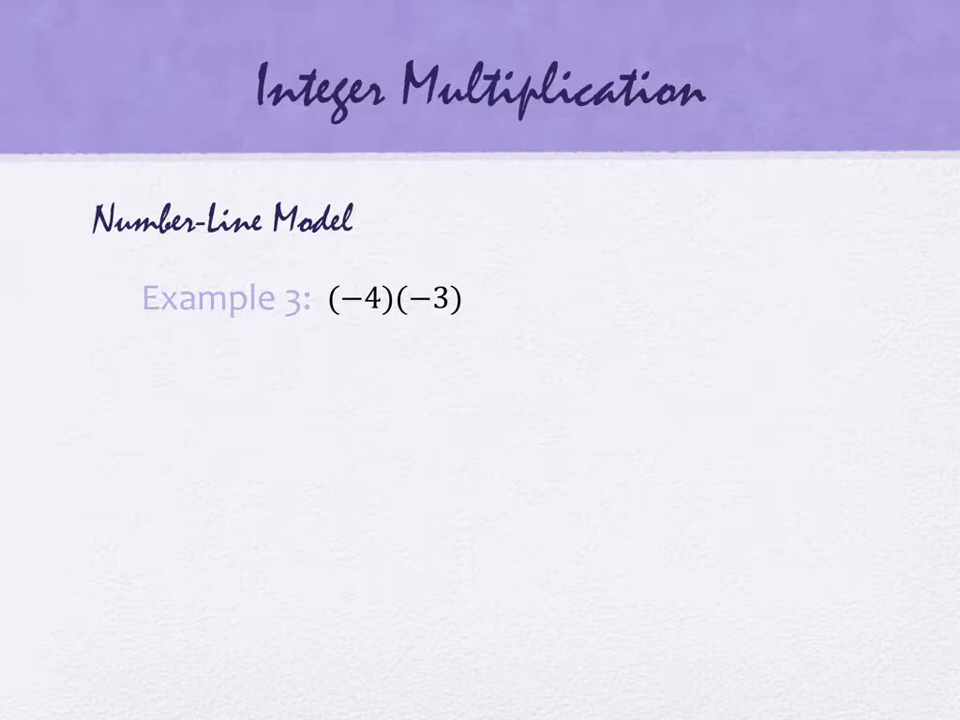 Integer Multiplication
Number-Line Model
Example 3: (−4)(−3)